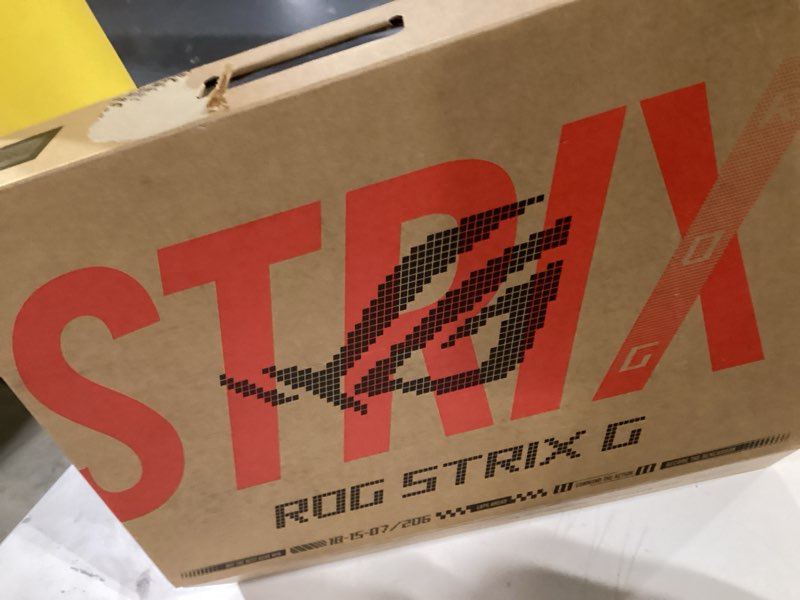 STRIX
R
O
G
ROG STRIX G
18-15-07/206